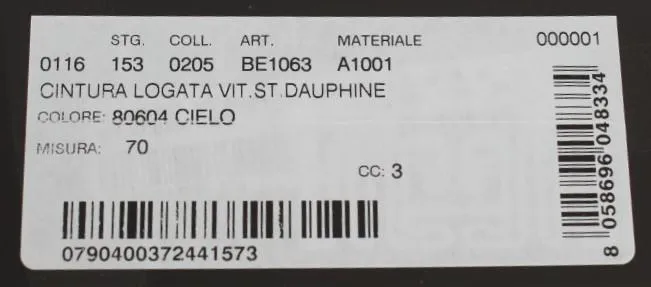 STG. COLL. ART. MATERIALE 000001
0116 153 0205 BE1063 A1001
CINTURA LOGATA VIT.ST.DAUPHINE
COLORE: 80604 CIELO
MISURA: 70
CC: 3
0790400372441573
8 058696 048334